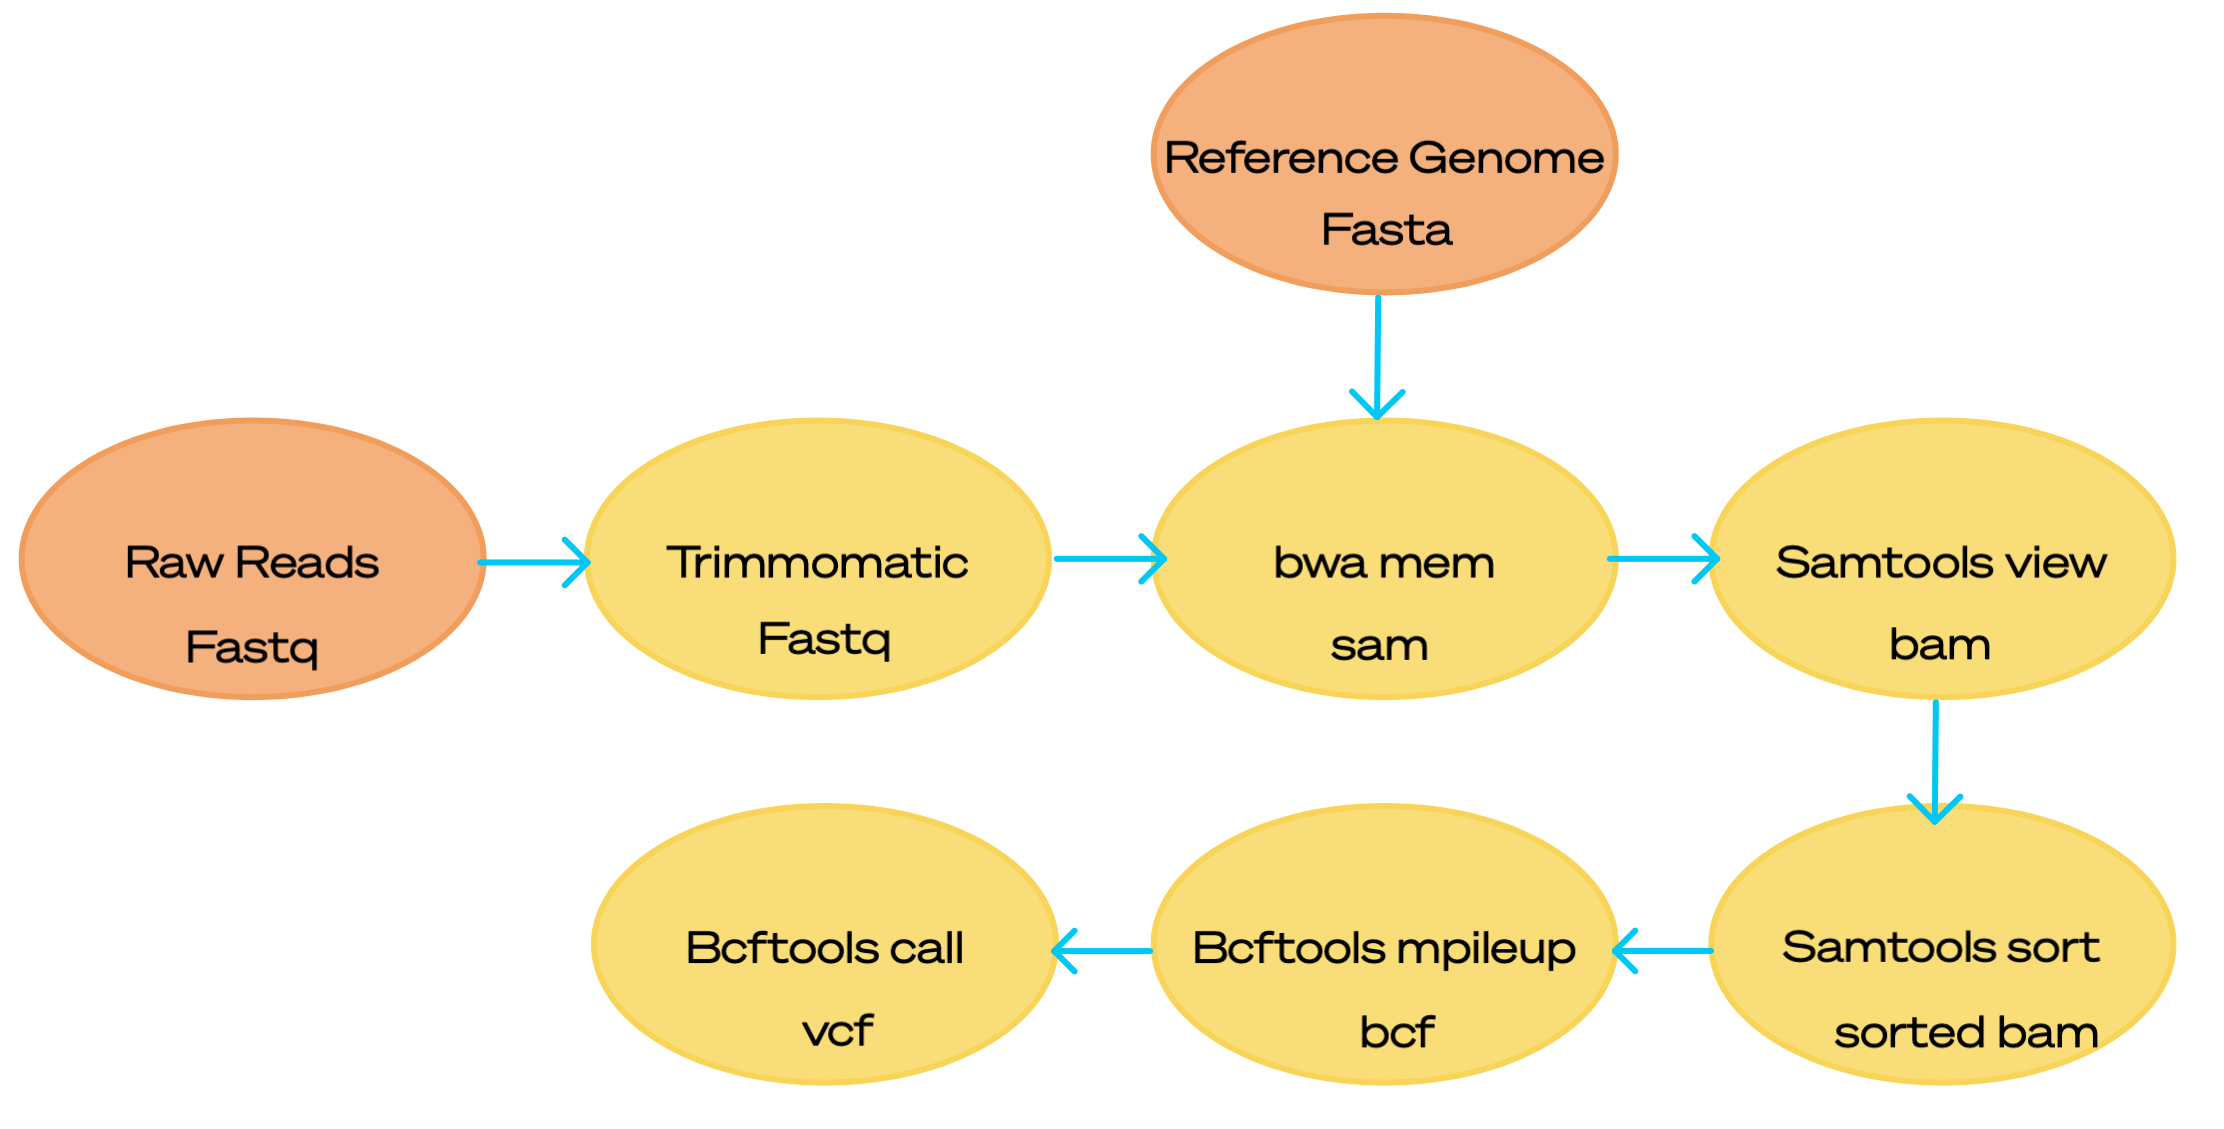 Reference Genome
Fasta
Raw Reads
Fastq
Trimmomatic
Fastq
bwa mem
sam
Samtools view
bam
Bcftools call
vcf
Bcftools mpileup
bcf
Samtools sort
sorted bam